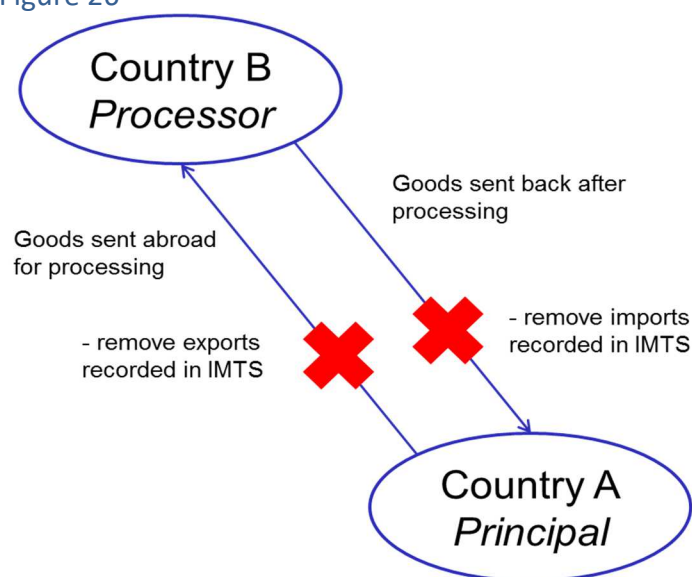 Country B
Processor
Goods sent back after
processing
Goods sent abroad
for processing
- remove imports
recorded in IMTS
- remove exports
recorded in IMTS
Country A
Principal